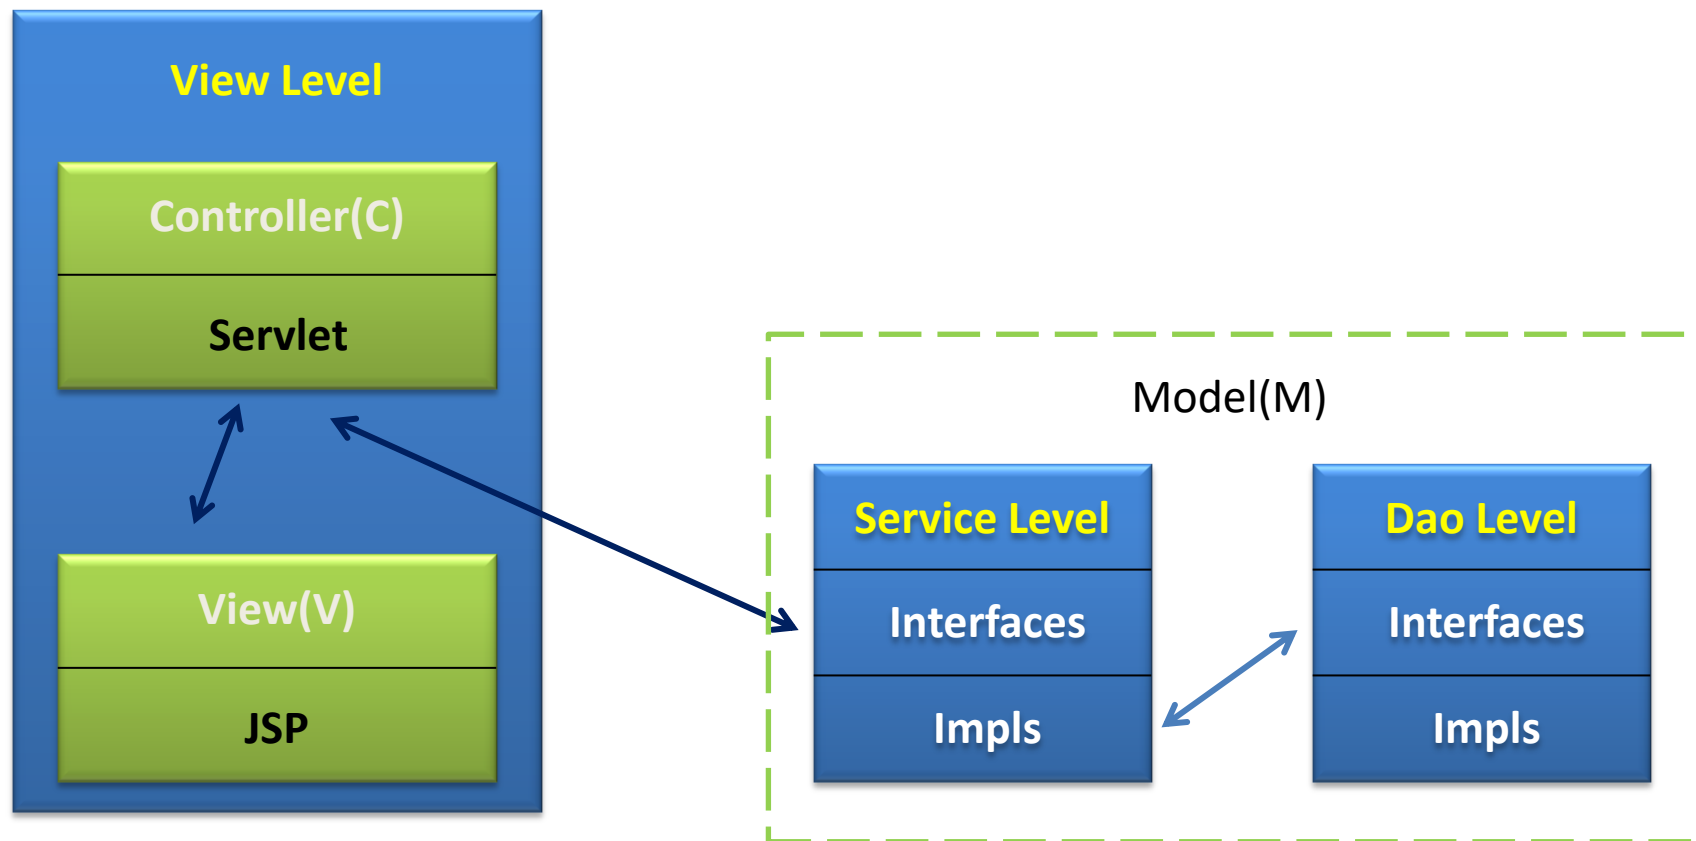 View Level
Controller(C)
Servlet
View(V)
JSP
Model(M)
Service Level
Interfaces
Impls
Dao Level
Interfaces
Impls